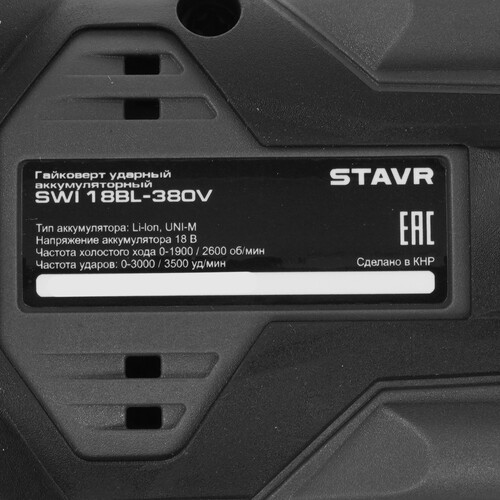 Гайковерт ударный
аккумуляторный
SWI 18BL-380V
STAVR
Тип аккумулятора: Li-Ion, UNI-M
Напряжение аккумулятора 18 В
Частота холостого хода 0-1900 / 2600 об/мин
Частота ударов: 0-3000 / 3500 уд/мин
EAC
Сделано в КНР